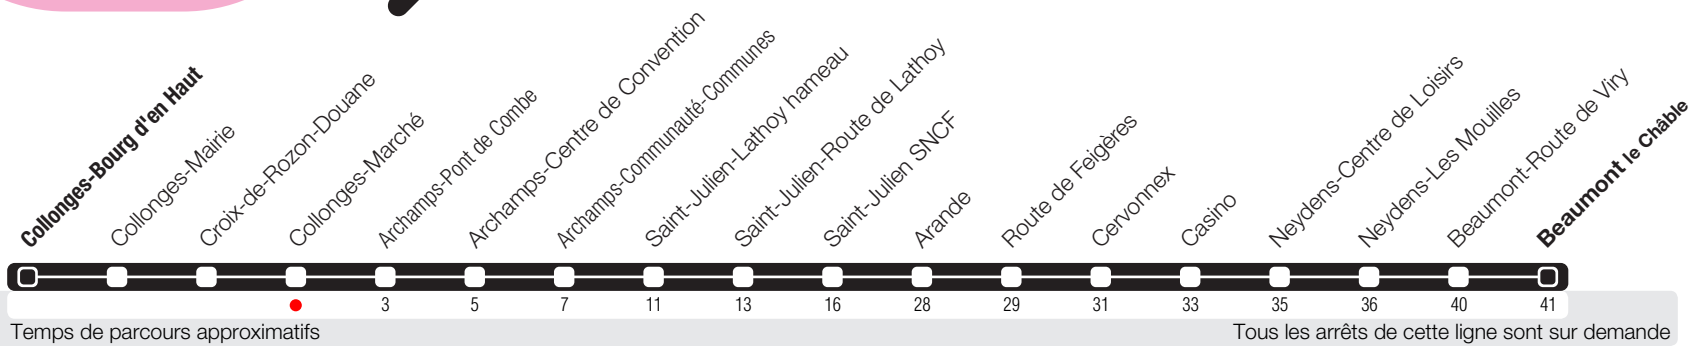 Collonges-Bourg d'en Haut
Collonges-Mairie
Croix-de-Rozon-Douane
Collonges-Marché
Archamps-Pont de Combe
Archamps-Centre de Convention
Archamps-Communauté-Communes
Saint-Julien-Lathoy hameau
Saint-Julien-Route de Lathoy
Saint-Julien SNCF
Arande
Route de Feigères
Cervonnex
Casino
Neydens-Centre de Loisirs
Neydens-Les Mouilles
Beaumont-Route de Viry
Beaumont le Châble
3 5 7 11 13 16 28 29 31 33 35 36 40 41
Temps de parcours approximatifs
Tous les arrêts de cette ligne sont sur demande